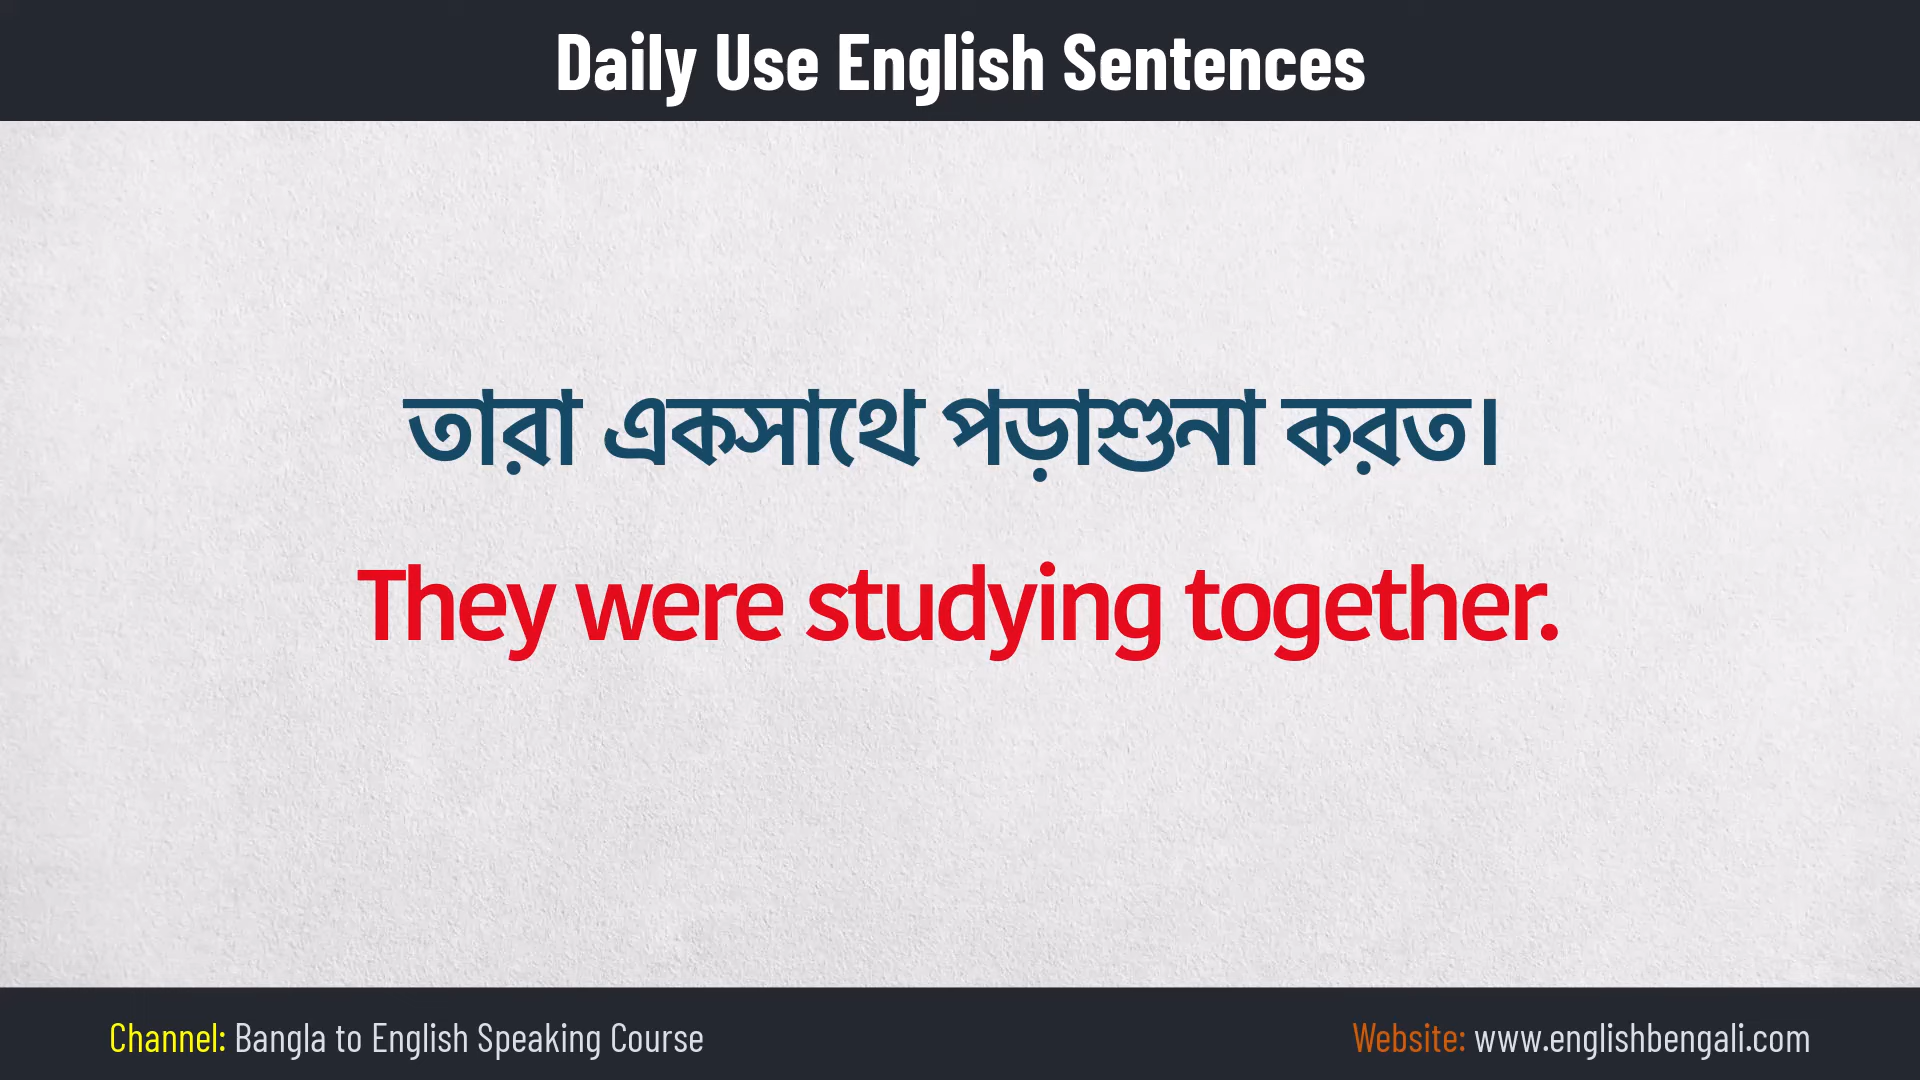 Daily Use English Sentences
তারা একসাথে পড়াশুনা করত।
They were studying together.
Channel: Bangla to English Speaking Course
Website: www.englishbengali.com